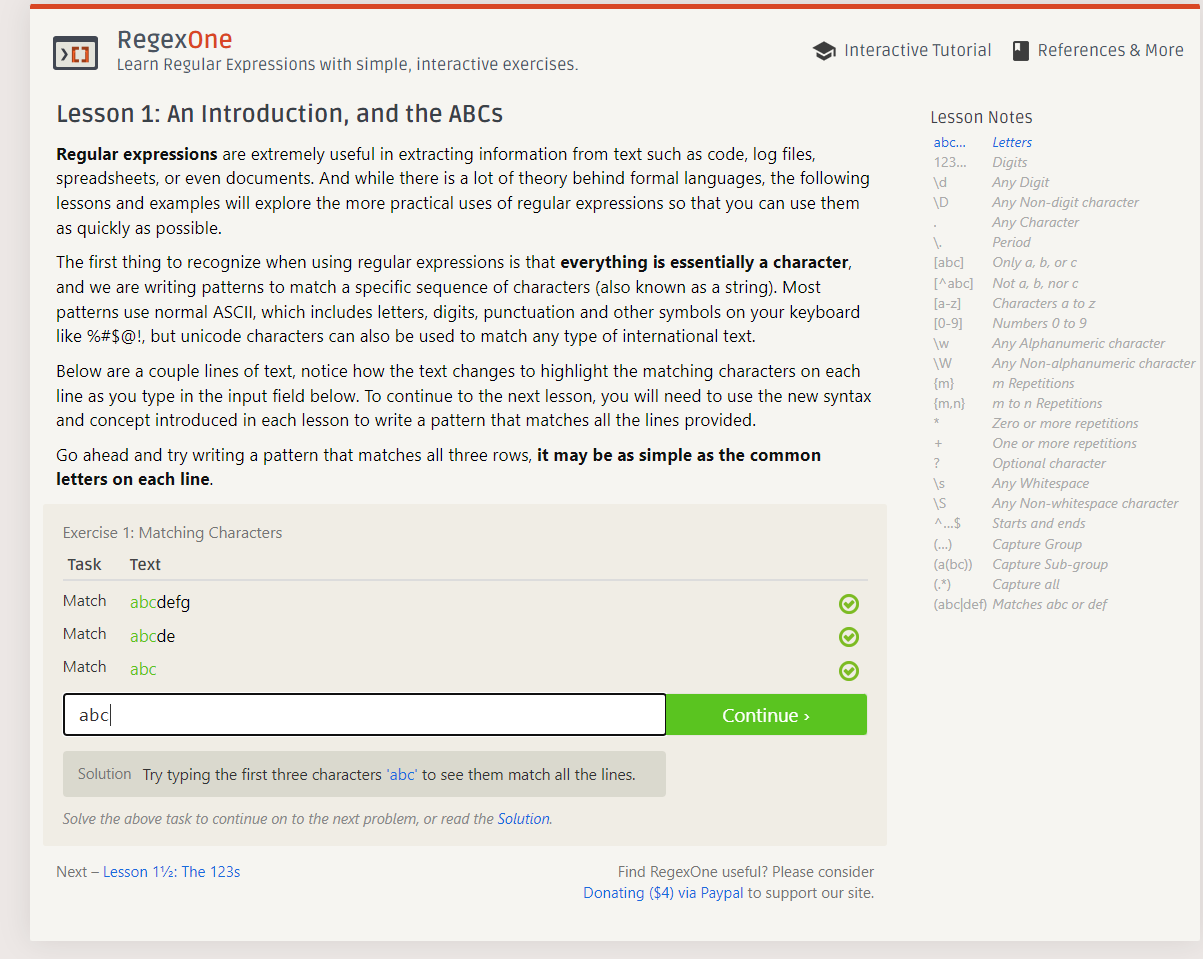 RegexOne
Learn Regular Expressions with simple, interactive exercises.
Interactive Tutorial
References & More
Lesson 1: An Introduction, and the ABCs
Regular expressions are extremely useful in extracting information from text such as code, log files,
spreadsheets, or even documents. And while there is a lot of theory behind formal languages, the following
lessons and examples will explore the more practical uses of regular expressions so that you can use them
as quickly as possible.
The first thing to recognize when using regular expressions is that everything is essentially a character,
and we are writing patterns to match a specific sequence of characters (also known as a string). Most
patterns use normal ASCII, which includes letters, digits, punctuation and other symbols on your keyboard
like %#$@!, but unicode characters can also be used to match any type of international text.
Below are a couple lines of text, notice how the text changes to highlight the matching characters on each
line as you type in the input field below. To continue to the next lesson, you will need to use the new syntax
and concept introduced in each lesson to write a pattern that matches all the lines provided.
Go ahead and try writing a pattern that matches all three rows, it may be as simple as the common
letters on each line.
Exercise 1: Matching Characters
Task Text
Match abcdefg
Match abcde
Match abc
abc
Continue ›
Solution Try typing the first three characters 'abc' to see them match all the lines.
Solve the above task to continue on to the next problem, or read the Solution.
Next – Lesson 1½: The 123s
Find RegexOne useful? Please consider
Donating ($4) via Paypal to support our site.
Lesson Notes
abc... Letters
123... Digits
\d Any Digit
\D Any Non-digit character
. Any Character
\. Period
[abc] Only a, b, or c
[^abc] Not a, b, nor c
[a-z] Characters a to z
[0-9] Numbers 0 to 9
\w Any Alphanumeric character
\W Any Non-alphanumeric character
{m} m Repetitions
{m,n} m to n Repetitions
* Zero or more repetitions
+ One or more repetitions
? Optional character
\s Any Whitespace
\S Any Non-whitespace character
^...$ Starts and ends
(...) Capture Group
(a(bc)) Capture Sub-group
(.*) Capture all
(abc|def) Matches abc or def